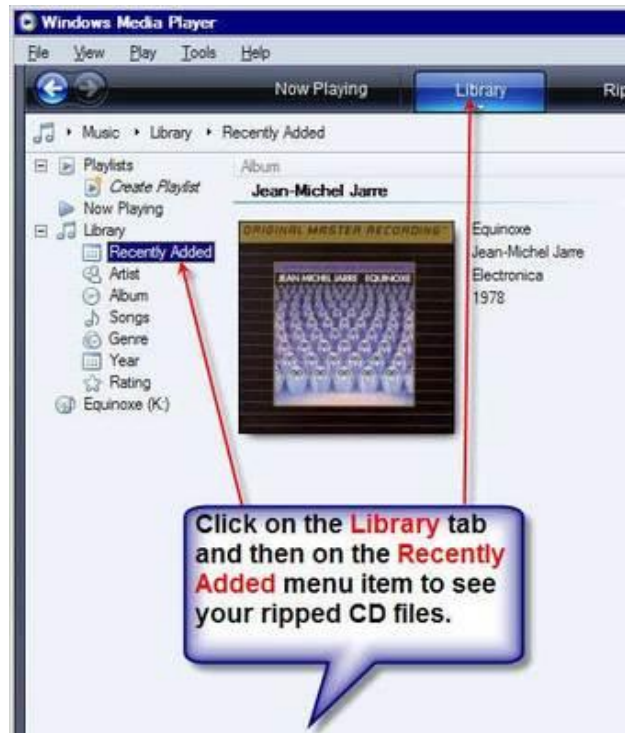 Windows Media Player
File View Play Tools Help
Now Playing Library Rip
Music Library Recently Added
Playlists
Create Playlist
Now Playing
Library
Recently Added
Artist
Album
Songs
Genre
Year
Rating
Equinoxe (K:)
Album
Jean-Michel Jarre
ORIGINAL MASTER RECORDING
JEAN MICHEL JARRE EQUINOXE
Equinoxe
Jean-Michel Jarre
Electronica
1978
Click on the Library tab
and then on the Recently
Added menu item to see
your ripped CD files.